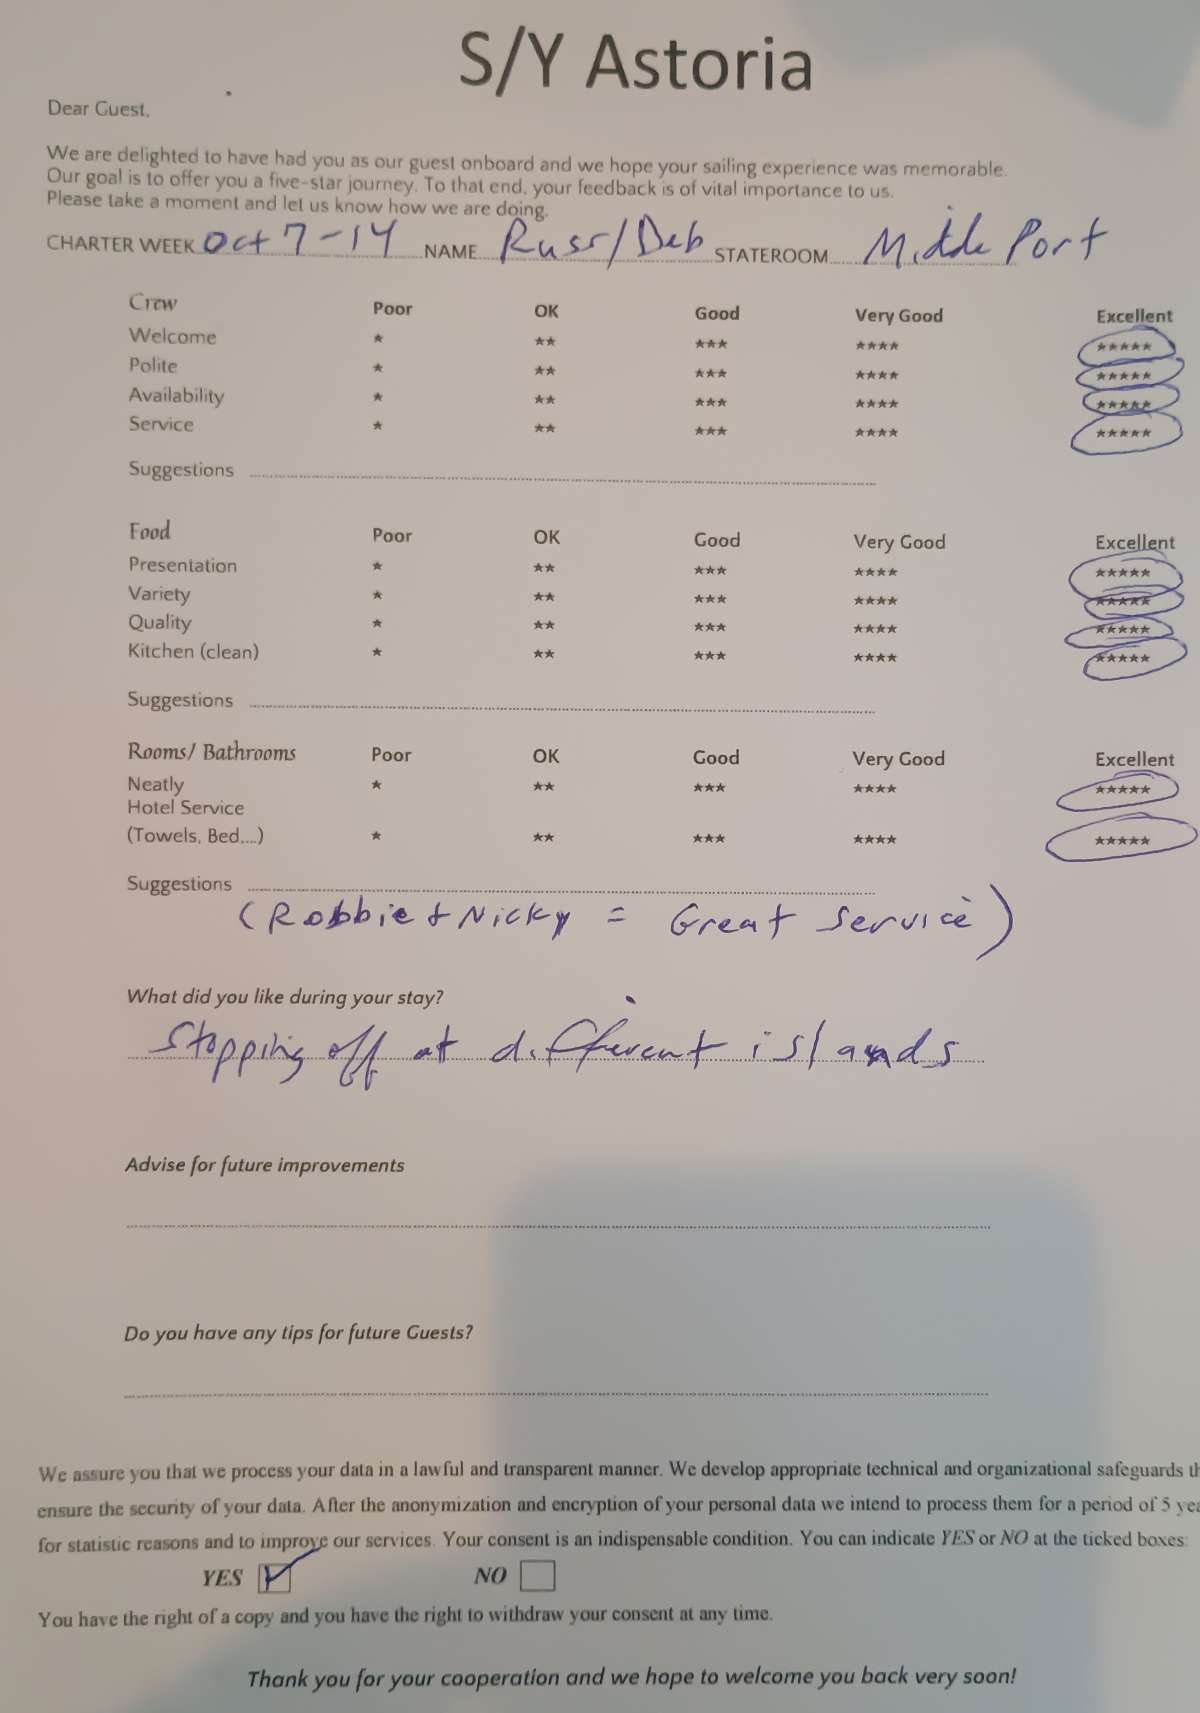 S/Y Astoria
Dear Guest,
We are delighted to have had you as our guest onboard and we hope your sailing experience was memorable.
Our goal is to offer you a five-star journey. To that end, your feedback is of vital importance to us.
Please take a moment and let us know how we are doing.
CHARTER WEEK Oct 7-14 NAME Russ/Deb STATEROOM Middle Port
Crew Poor OK Good Very Good Excellent
Welcome * ** *** **** *****
Polite * ** *** **** *****
Availability * ** *** **** *****
Service * ** *** **** *****
Suggestions
Food Poor OK Good Very Good Excellent
Presentation * ** *** **** *****
Variety * ** *** **** *****
Quality * ** *** **** *****
Kitchen (clean) * ** *** **** *****
Suggestions
Rooms/ Bathrooms Poor OK Good Very Good Excellent
Neatly * ** *** **** *****
Hotel Service
(Towels, Bed,...) * ** *** **** *****
Suggestions
(Robbie + Nicky = Great service)
What did you like during your stay?
Stopping off at different islands
Advise for future improvements
Do you have any tips for future Guests?
We assure you that we process your data in a lawful and transparent manner. We develop appropriate technical and organizational safeguards th
ensure the security of your data. After the anonymization and encryption of your personal data we intend to process them for a period of 5 yea
for statistic reasons and to improve our services. Your consent is an indispensable condition. You can indicate YES or NO at the ticked boxes:
YES NO
You have the right of a copy and you have the right to withdraw your consent at any time.
Thank you for your cooperation and we hope to welcome you back very soon!